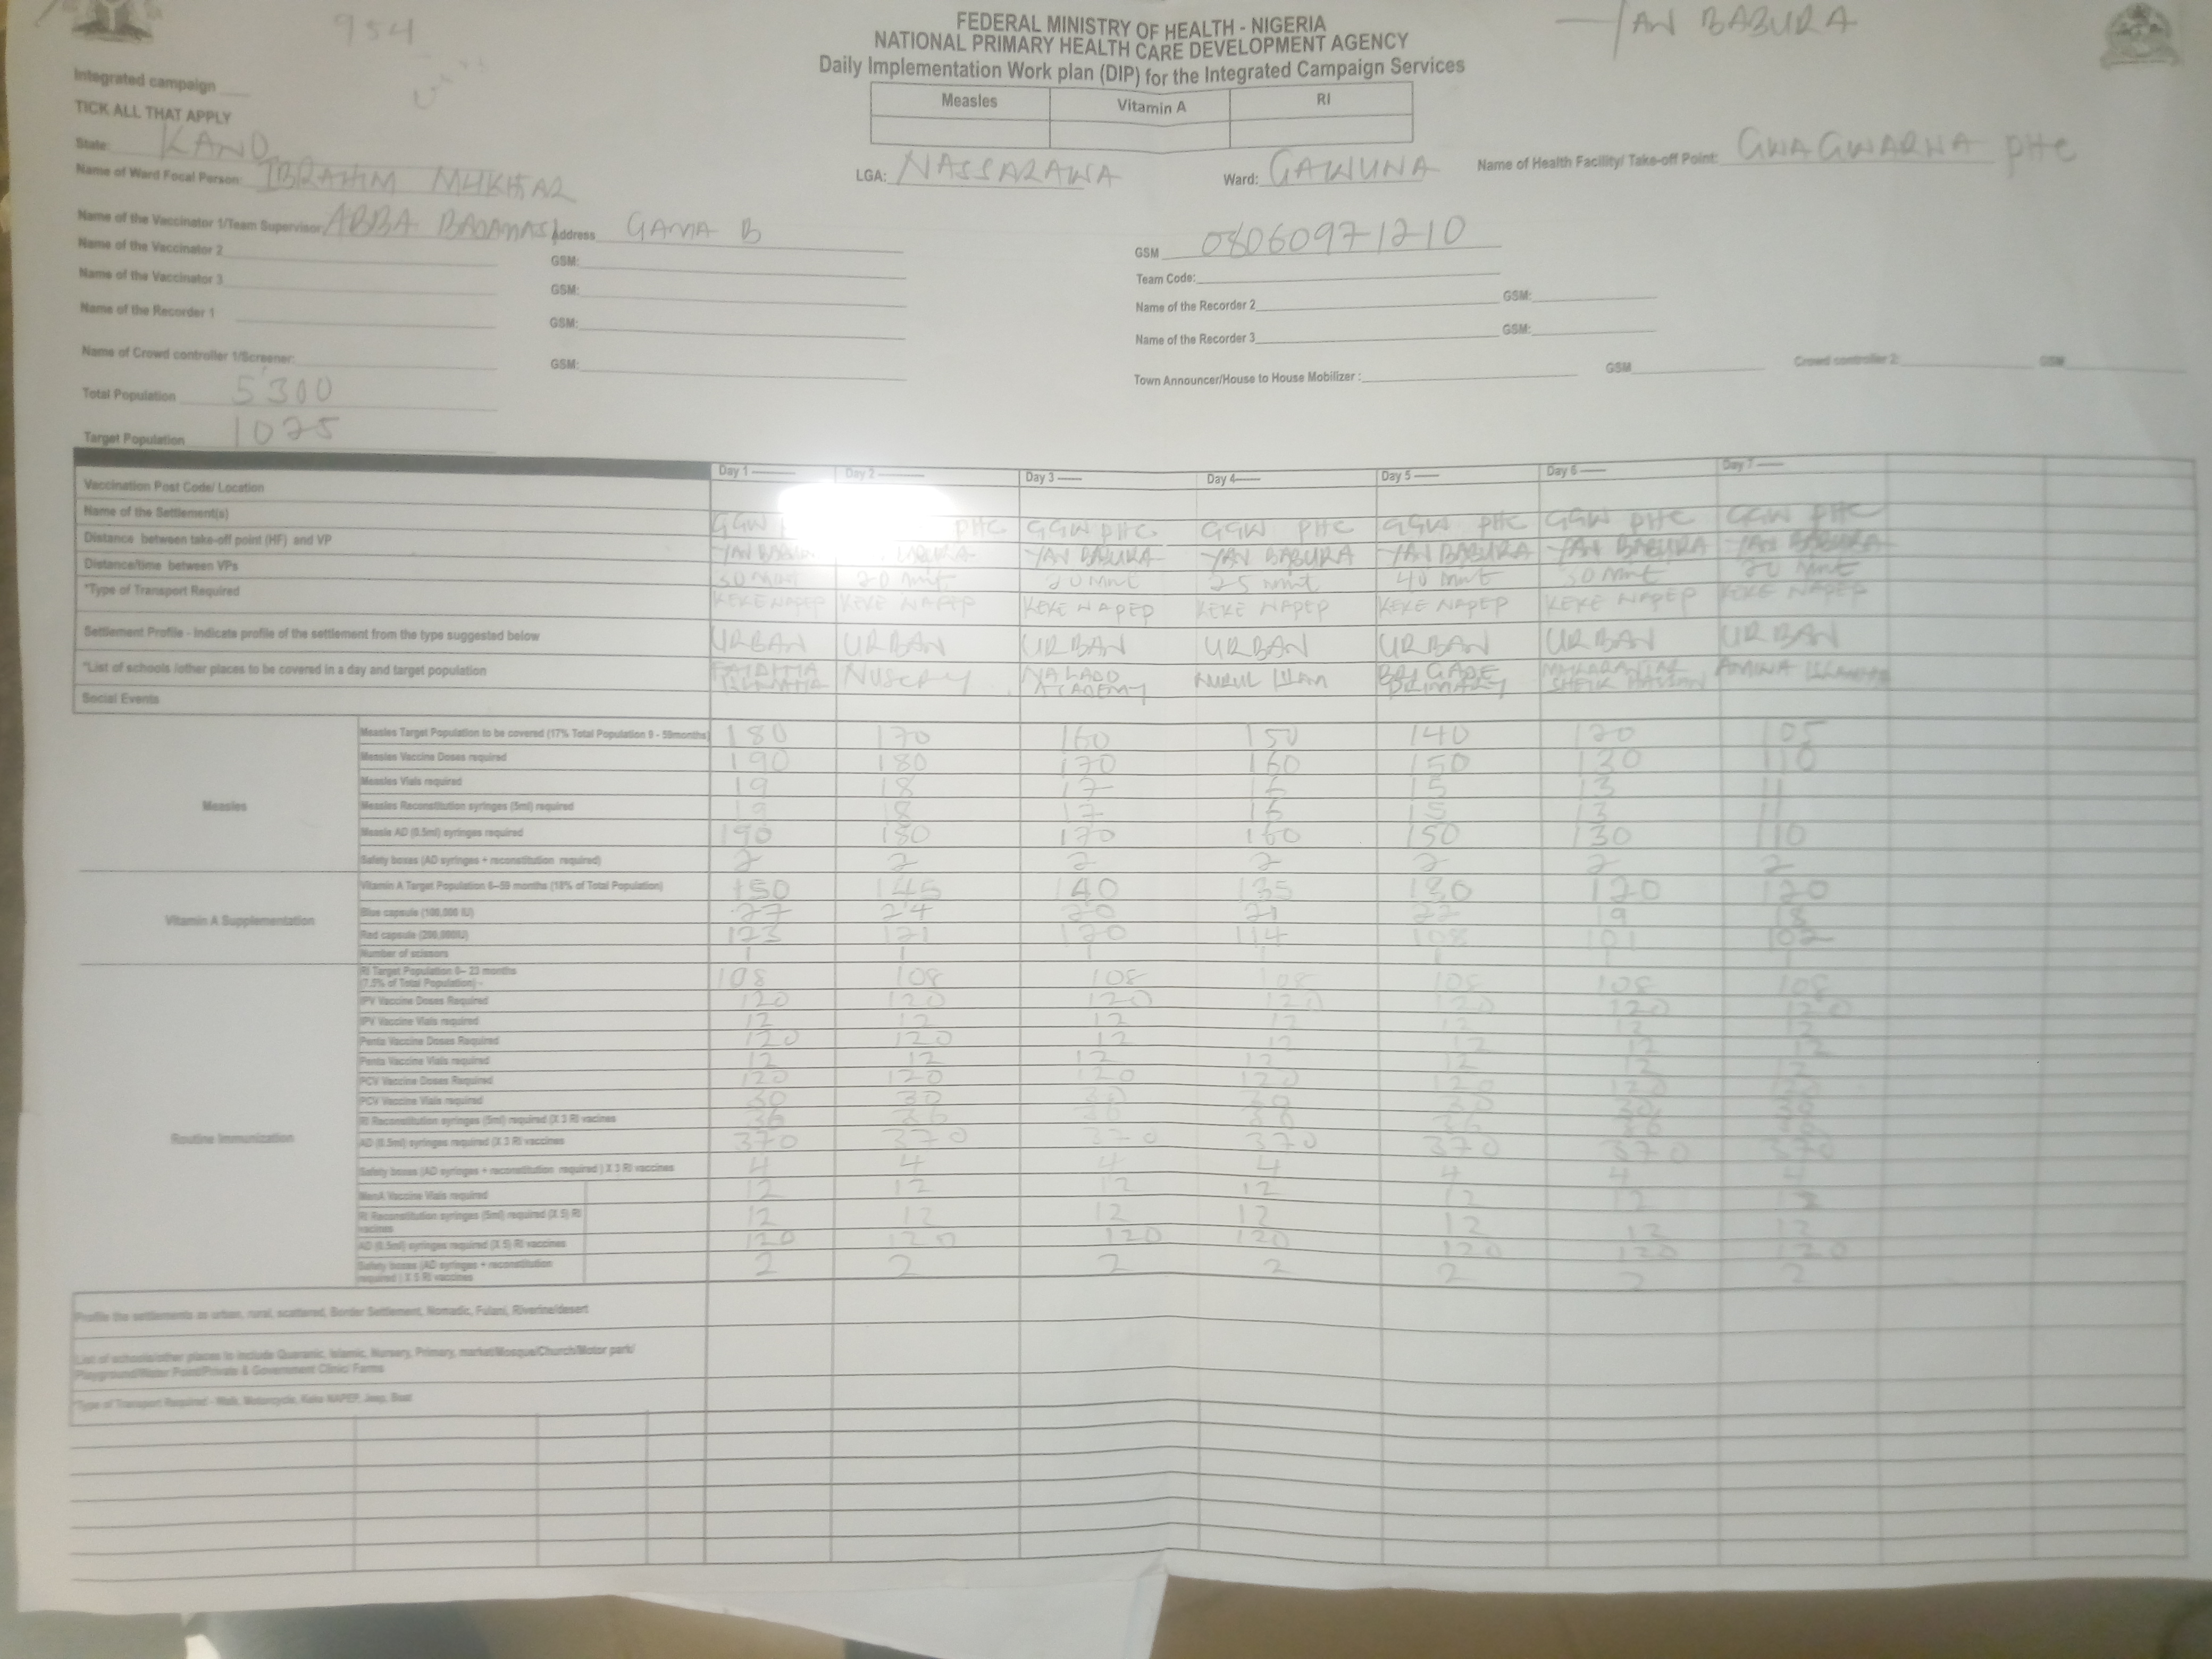 954
FEDERAL MINISTRY OF HEALTH - NIGERIA
YAN BABURA
NATIONAL PRIMARY HEALTH CARE DEVELOPMENT AGENCY
Daily Implementation Work plan (DIP) for the Integrated Campaign Services
Integrated campaign
TICK ALL THAT APPLY
Measles Vitamin A RI
State: KANO
Name of Ward Focal Person: IBRAHIM MUKHTAR LGA: NASSARAWA Ward: GAWUNA Name of Health Facility/ Take-off Point: GWAGWARWA PHC
Name of the Vaccinator 1/Team Supervisor ABBA BADAMASI Address GAMA B GSM 08060971210
Name of the Vaccinator 2 GSM: Team Code:
Name of the Vaccinator 3 GSM: Name of the Recorder 2 GSM:
Name of the Recorder 1 GSM: Name of the Recorder 3 GSM:
Name of Crowd controller 1/Screener: GSM: Town Announcer/House to House Mobilizer : GSM Crowd controller 2: GSM
Total Population 5300
Target Population 1025
Day 1 Day 2 Day 3 Day 4 Day 5 Day 6 Day 7
Vaccination Post Code/ Location
Name of the Settlement(s) GGW PHC GGW PHC GGW PHC GGW PHC GGW PHC GGW PHC
Distance between take-off point (HF) and VP YAN BABURA YAN BABURA YAN BABURA YAN BABURA YAN BABURA YAN BABURA
Distance/time between VPs 30 MINT 20 mnt 20 Mnt 25 mnt 40 mnt 30 Mnt 20 Mnt
*Type of Transport Required KEKE NAPEP KEKE NAPEP KEKE NAPEP KEKE NAPEP KEKE NAPEP KEKE NAPEP KEKE NAPEP
Settlement Profile - Indicate profile of the settlement from the type suggested below URBAN URBAN URBAN URBAN URBAN URBAN URBAN
*List of schools /other places to be covered in a day and target population NUSERY ACADEMY NURUL BRIGADE PRIMARY SHEIK HASSAN AMINA
Social Events
Measles
Measles Target Population to be covered (17% Total Population 9 - 59months) 180 170 160 150 140 120 105
Measles Vaccine Doses required 190 180 170 160 150 130 110
Measles Vials required 19 18 17 16 15 13 11
Measles Reconstitution syringes (5ml) required 19 18 17 16 15 13 11
Measle AD (0.5ml) syringes required 190 180 170 160 150 130 110
Safety boxes (AD syringes + reconstitution required) 2 2 2 2 2 2 2
Vitamin A Supplementation
Vitamin A Target Population 6–59 months (18% of Total Population) 150 145 140 135 130 120 120
Blue capsule (100,000 IU) 27 24 20 21 22 19 18
Red capsule (200,000IU) 123 121 120 114 108 101 102
Number of scissors 1 1 1 1 1 1 1
Routine Immunization
RI Target Population 0– 23 months
(7.5% of Total Population) - 108 108 108 108 108 108 108
IPV Vaccine Doses Required 120 120 120 120 120 120 120
IPV Vaccine Vials required 12 12 12 12 12 12 12
Penta Vaccine Doses Required 120 120 12 12 12 12 12
Penta Vaccine Vials required 12 12 12 12 12 12 12
PCV Vaccine Doses Required 120 120 120 120 120 120 120
PCV Vaccine Vials required 30 30 30 30 30 30 30
RI Reconstitution syringes (5ml) required (X 3 RI vacines 36 36 36 36 36 36 36
AD (0.5ml) syringes required (X 3 RI vaccines 370 370 370 370 370 370 370
Safety boxes (AD syringes + reconstitution required ) X 3 RI vaccines 4 4 4 4 4 4 4
MenA Vaccine Vials required 12 12 12 12 12 12 12
RI Reconstitution syringes (5ml) required (X 5) RI
vacines 12 12 12 12 12 12 12
AD (0.5ml) syringes required (X 5) RI vaccines 120 120 120 120 120 120 120
Safety boxes (AD syringes + reconstitution
required ) X 5 RI vaccines 2 2 2 2 2 2 2
Profile the settlements as urban, rural, scattered, Border Settlement, Nomadic, Fulani, Riverine/desert
List of schools/other places to include Quaranic, Islamic, Nursery, Primary, market/Mosque/Church/Motor park/
Playground/Water Point/Private & Government Clinic/ Farms
*Type of Transport Required - Walk, Motorcycle, Keke NAPEP, Jeep, Boat